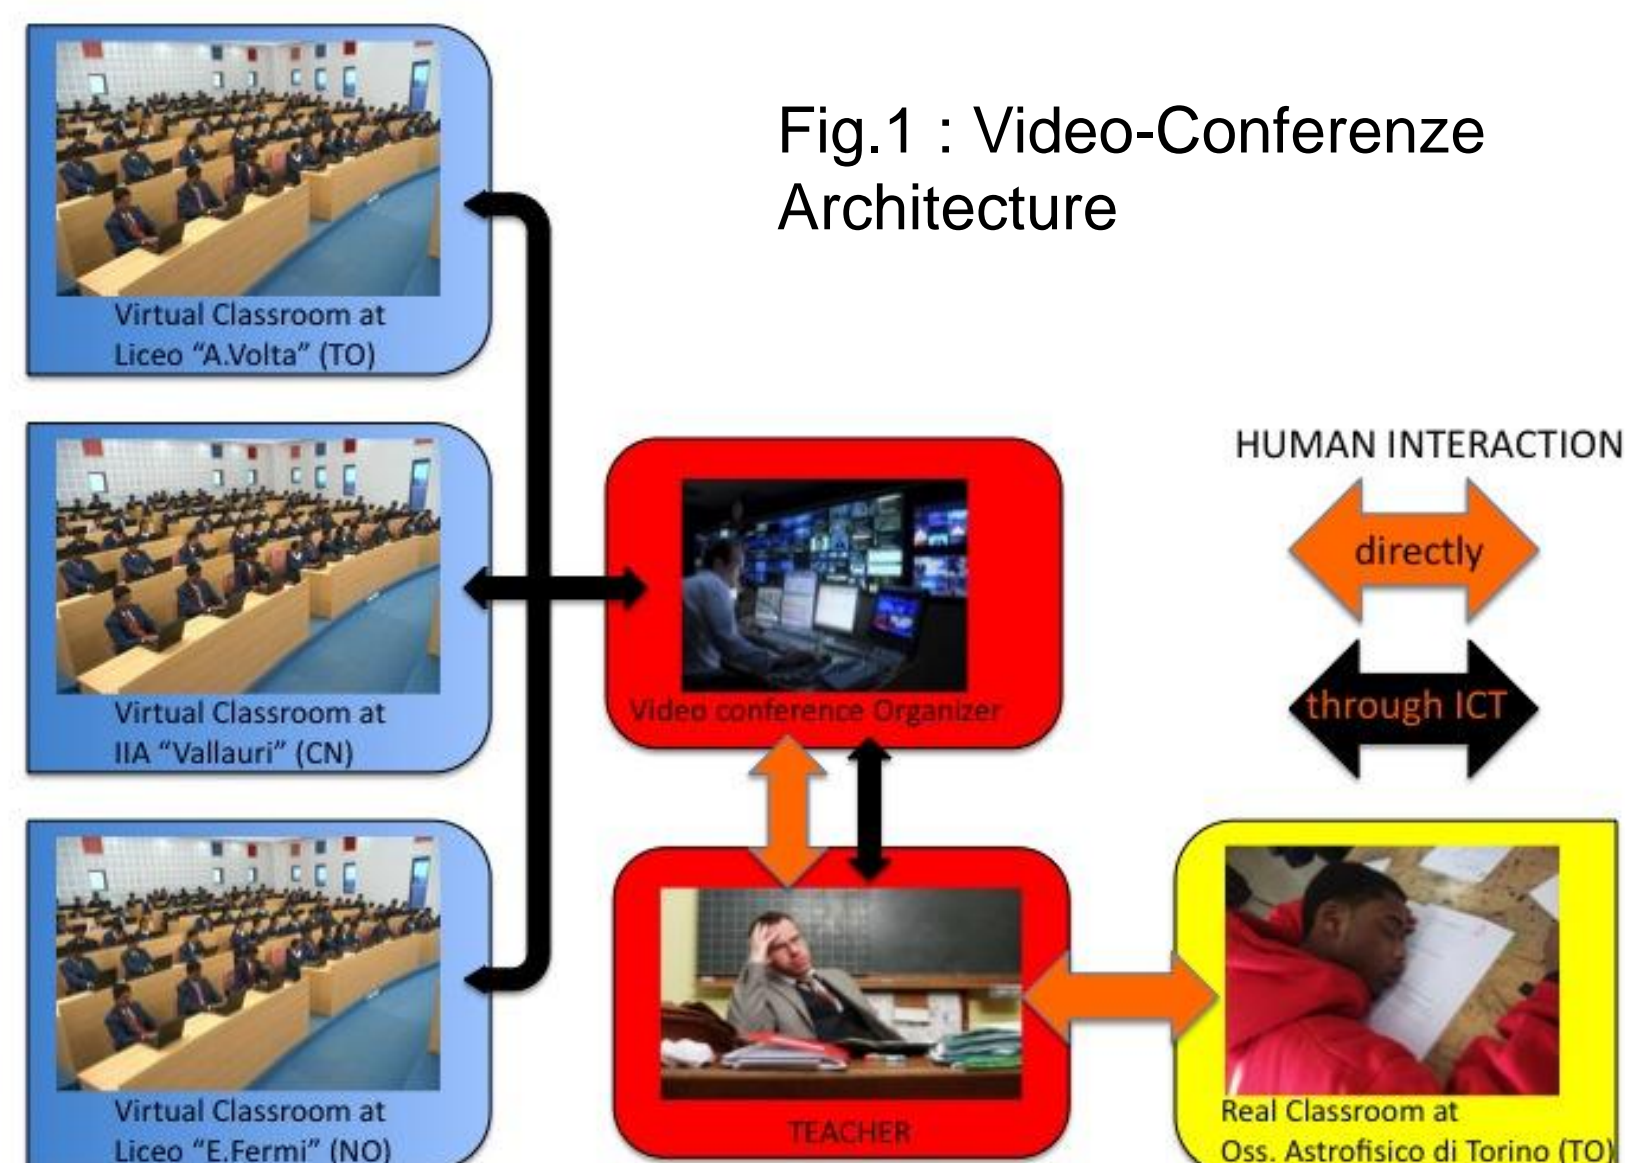 Fig.1 : Video-Conferenze
Architecture
Virtual Classroom at
Liceo “A.Volta” (TO)
HUMAN INTERACTION
directly
through ICT
Virtual Classroom at
IIA “Vallauri” (CN)
Video conference Organizer
Virtual Classroom at
Liceo “E.Fermi” (NO)
TEACHER
Real Classroom at
Oss. Astrofisico di Torino (TO)